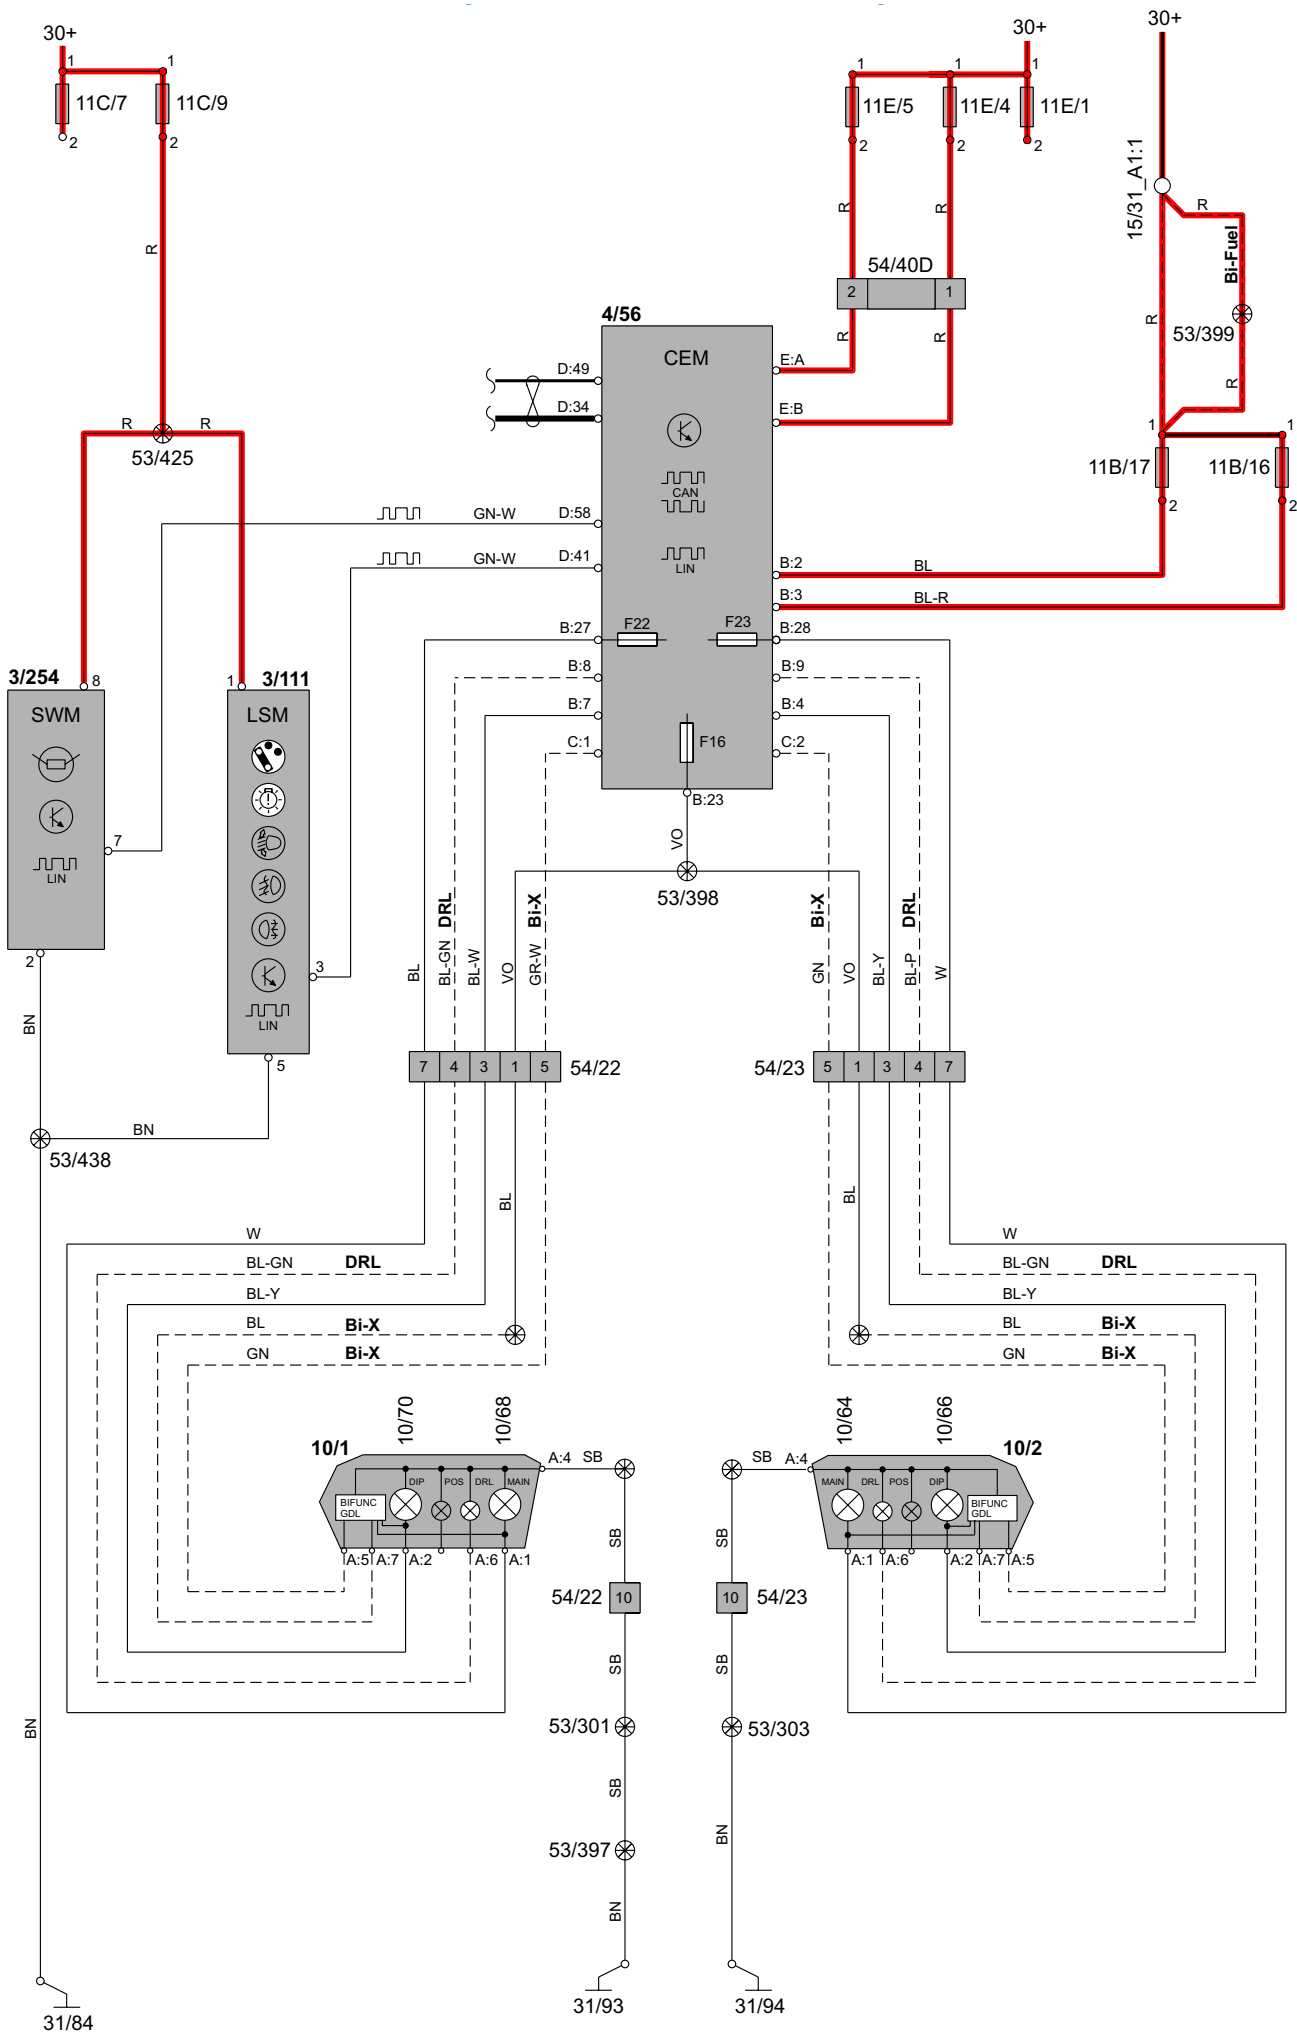 30+
30+
30+
1
1
1
1
1
11C/7
11C/9
11E/5
11E/4
11E/1
2
2
2
2
2
15/31_A1:1
R
R
R
R
Bi-Fuel
54/40D
2
1
R
R
R
53/399
R
4/56
CEM
D:49
D:34
E:A
E:B
CAN
LIN
R
R
53/425
1
1
11B/17
11B/16
2
2
GN-W
D:58
GN-W
D:41
B:2
BL
B:3
BL-R
B:27
F22
F23
B:28
B:8
B:9
B:7
B:4
C:1
F16
C:2
B:23
3/254
8
SWM
7
LIN
2
1
3/111
LSM
3
LIN
5
VO
53/398
BL
BL-GN
DRL
BL-W
VO
GR-W
Bi-X
GN
Bi-X
VO
BL-Y
BL-P
DRL
W
BN
7
4
3
1
5
54/22
54/23
5
1
3
4
7
BN
53/438
BL
BL
W
W
BL-GN
DRL
BL-GN
DRL
BL-Y
BL-Y
BL
Bi-X
BL
Bi-X
GN
Bi-X
GN
Bi-X
10/1
10/70
10/68
10/64
10/66
10/2
A:4
SB
SB
A:4
DIP
POS
DRL
MAIN
MAIN
DRL
POS
DIP
BIFUNC
GDL
BIFUNC
GDL
A:5
A:7
A:2
A:6
A:1
A:1
A:6
A:2
A:7
A:5
SB
SB
54/22
10
10
54/23
SB
SB
53/301
53/303
BN
SB
53/397
BN
BN
31/84
31/93
31/94